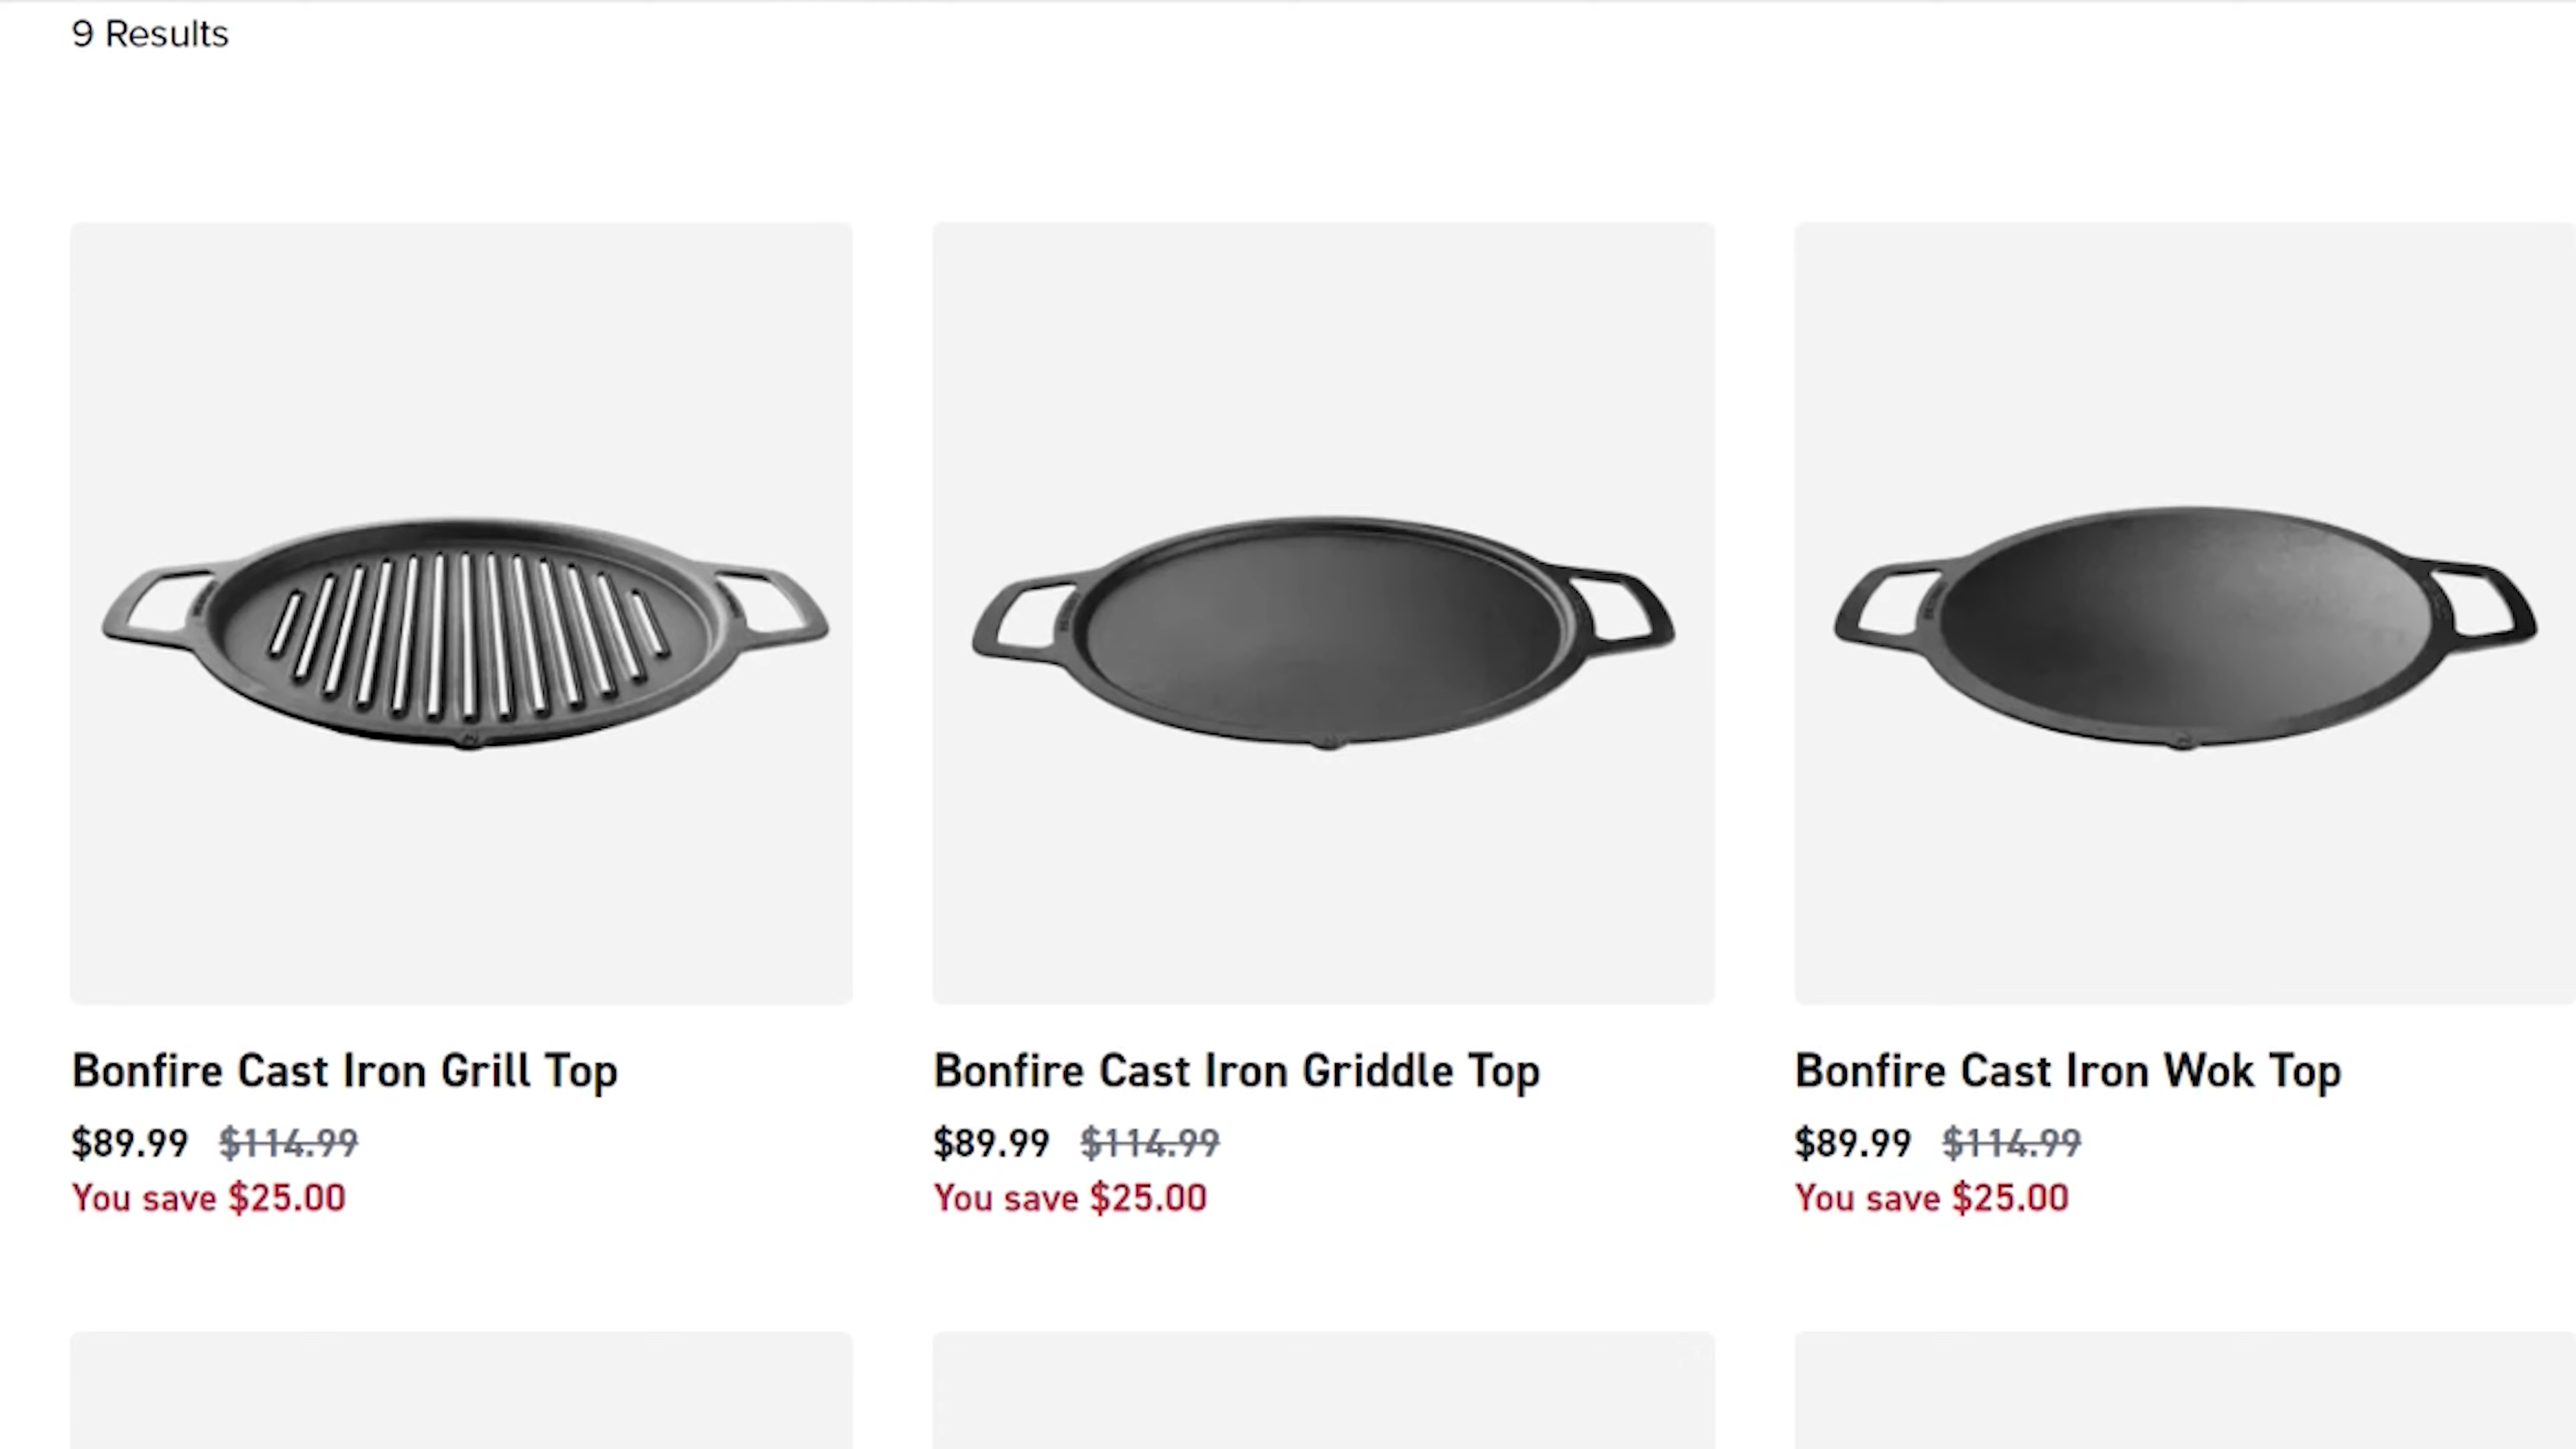 9 Results
Bonfire Cast Iron Grill Top
$89.99 $114.99
You save $25.00
Bonfire Cast Iron Griddle Top
$89.99 $114.99
You save $25.00
Bonfire Cast Iron Wok Top
$89.99 $114.99
You save $25.00